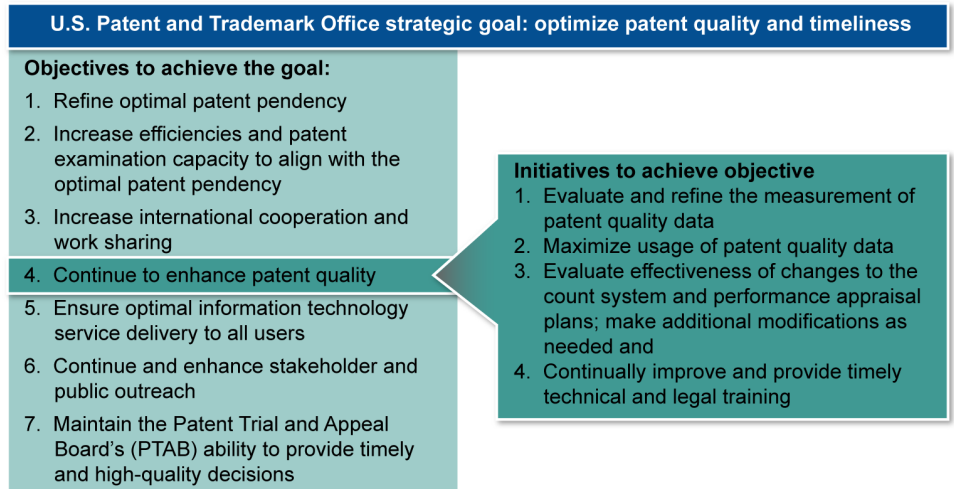 U.S. Patent and Trademark Office strategic goal: optimize patent quality and timeliness
Objectives to achieve the goal:
1. Refine optimal patent pendency
2. Increase efficiencies and patent
examination capacity to align with the
optimal patent pendency
3. Increase international cooperation and
work sharing
4. Continue to enhance patent quality
5. Ensure optimal information technology
service delivery to all users
6. Continue and enhance stakeholder and
public outreach
7. Maintain the Patent Trial and Appeal
Board’s (PTAB) ability to provide timely
and high-quality decisions
Initiatives to achieve objective
1. Evaluate and refine the measurement of
patent quality data
2. Maximize usage of patent quality data
3. Evaluate effectiveness of changes to the
count system and performance appraisal
plans; make additional modifications as
needed and
4. Continually improve and provide timely
technical and legal training